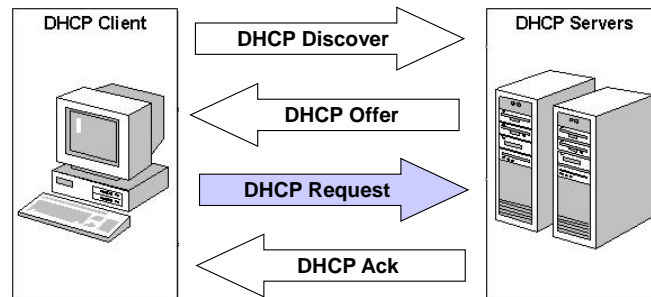 DHCP Client
DHCP Servers
DHCP Discover
DHCP Offer
DHCP Request
DHCP Ack